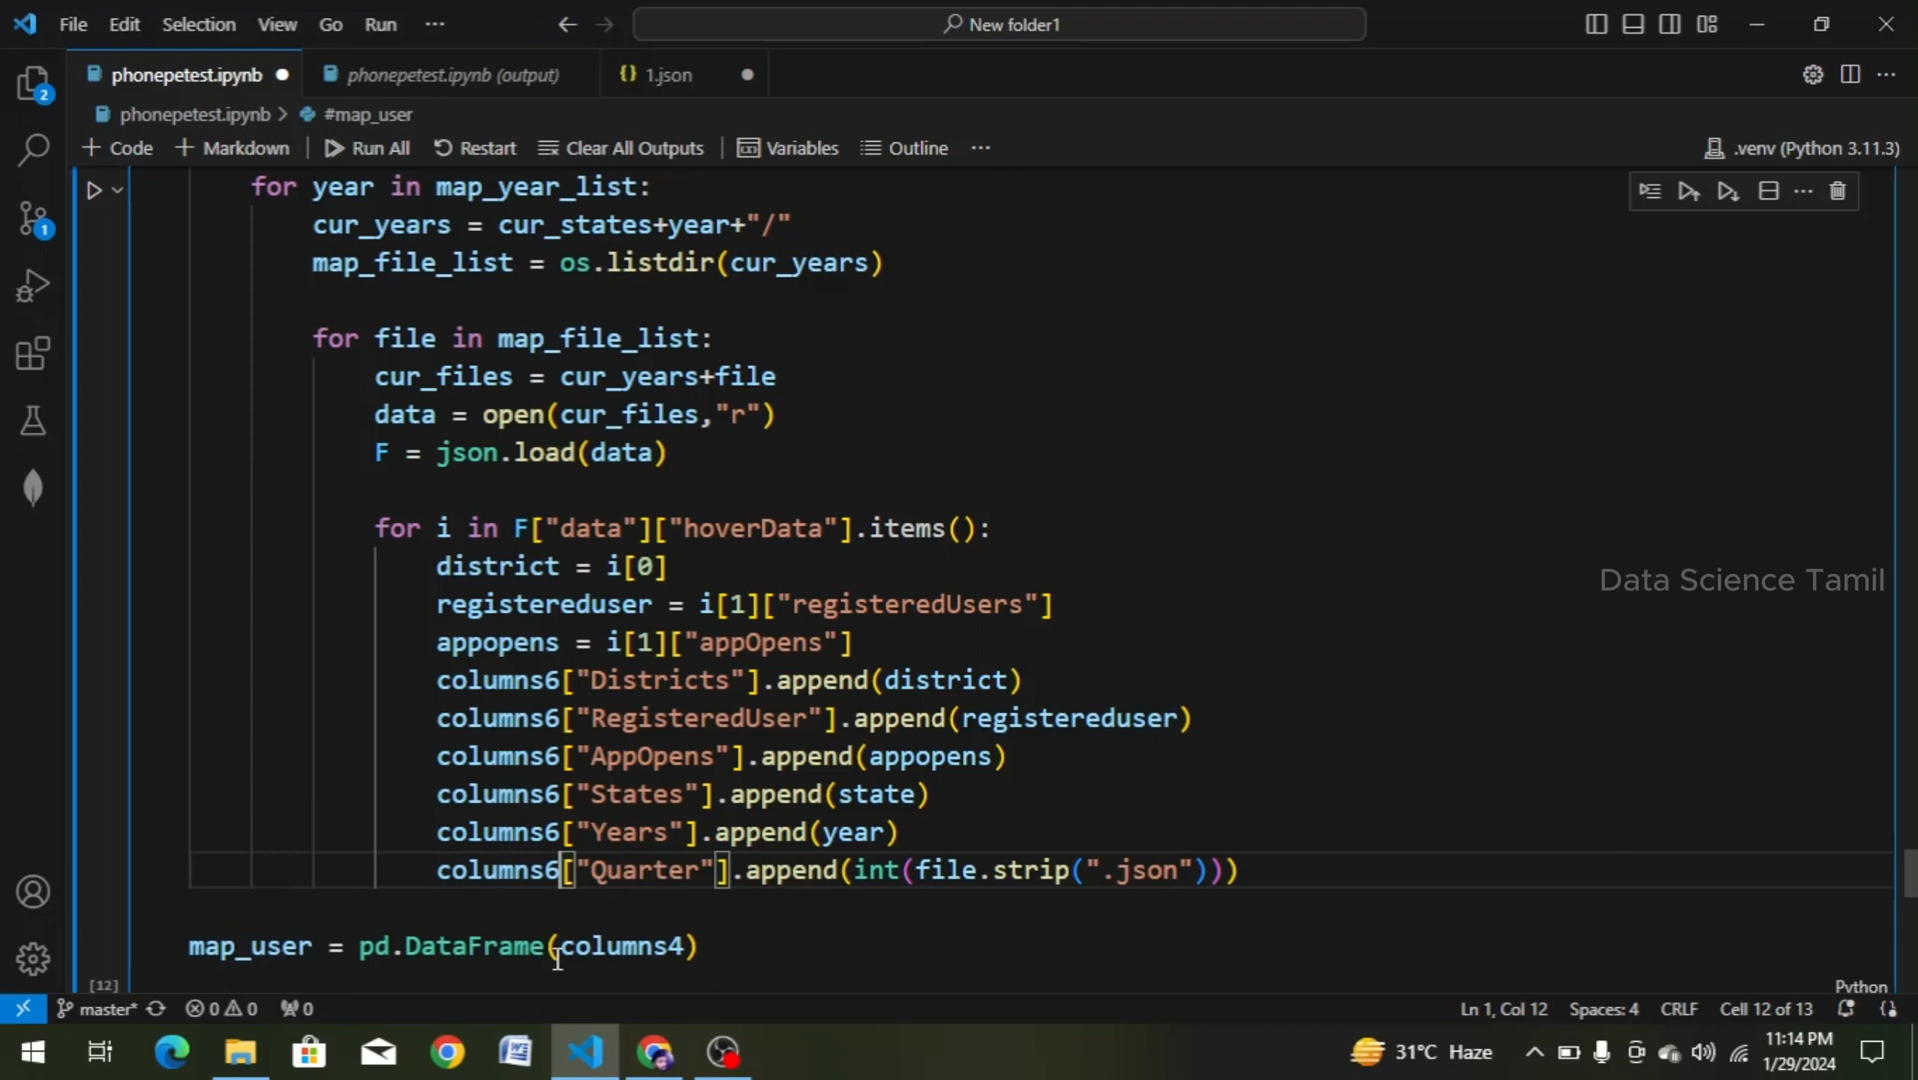 File Edit Selection View Go Run ··· New folder1
phonepetest.ipynb phonepetest.ipynb (output) {} 1.json
phonepetest.ipynb > #map_user
+ Code + Markdown Run All Restart Clear All Outputs Variables Outline ··· .venv (Python 3.11.3)
for year in map_year_list:
cur_years = cur_states+year+"/"
map_file_list = os.listdir(cur_years)
for file in map_file_list:
cur_files = cur_years+file
data = open(cur_files,"r")
F = json.load(data)
for i in F["data"]["hoverData"].items():
district = i[0]
registereduser = i[1]["registeredUsers"]
appopens = i[1]["appOpens"]
columns6["Districts"].append(district)
columns6["RegisteredUser"].append(registereduser)
columns6["AppOpens"].append(appopens)
columns6["States"].append(state)
columns6["Years"].append(year)
columns6["Quarter"].append(int(file.strip(".json")))
map_user = pd.DataFrame(columns4)
Data Science Tamil
2
1
[12]
Python
master* 0 0 0 Ln 1, Col 12 Spaces: 4 CRLF Cell 12 of 13
31°C Haze
11:14 PM
1/29/2024